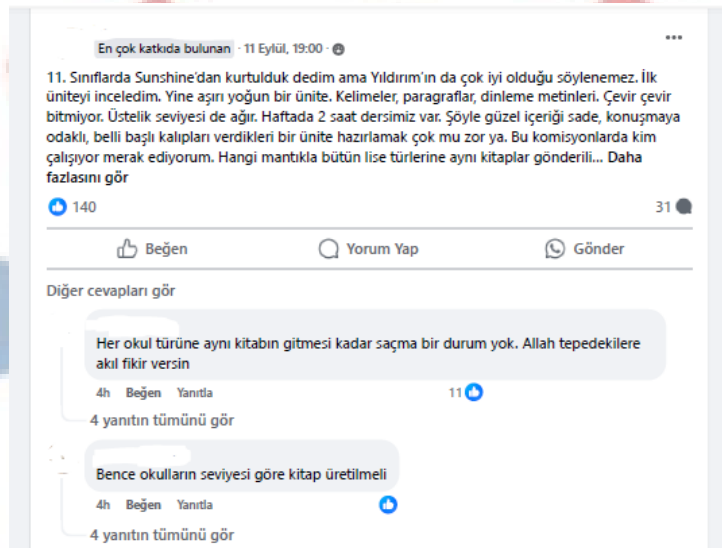 En çok katkıda bulunan · 11 Eylül, 19:00 ·
11. Sınıflarda Sunshine'dan kurtulduk dedim ama Yıldırım'ın da çok iyi olduğu söylenemez. İlk
üniteyi inceledim. Yine aşırı yoğun bir ünite. Kelimeler, paragraflar, dinleme metinleri. Çevir çevir
bitmiyor. Üstelik seviyesi de ağır. Haftada 2 saat dersimiz var. Şöyle güzel içeriği sade, konuşmaya
odaklı, belli başlı kalıpları verdikleri bir ünite hazırlamak çok mu zor ya. Bu komisyonlarda kim
çalışıyor merak ediyorum. Hangi mantıkla bütün lise türlerine aynı kitaplar gönderili... Daha
fazlasını gör
140 31
Beğen Yorum Yap Gönder
Diğer cevapları gör
Her okul türüne aynı kitabın gitmesi kadar saçma bir durum yok. Allah tepedekilere
akıl fikir versin
4h Beğen Yanıtla 11
4 yanıtın tümünü gör
Bence okulların seviyesi göre kitap üretilmeli
4h Beğen Yanıtla
4 yanıtın tümünü gör